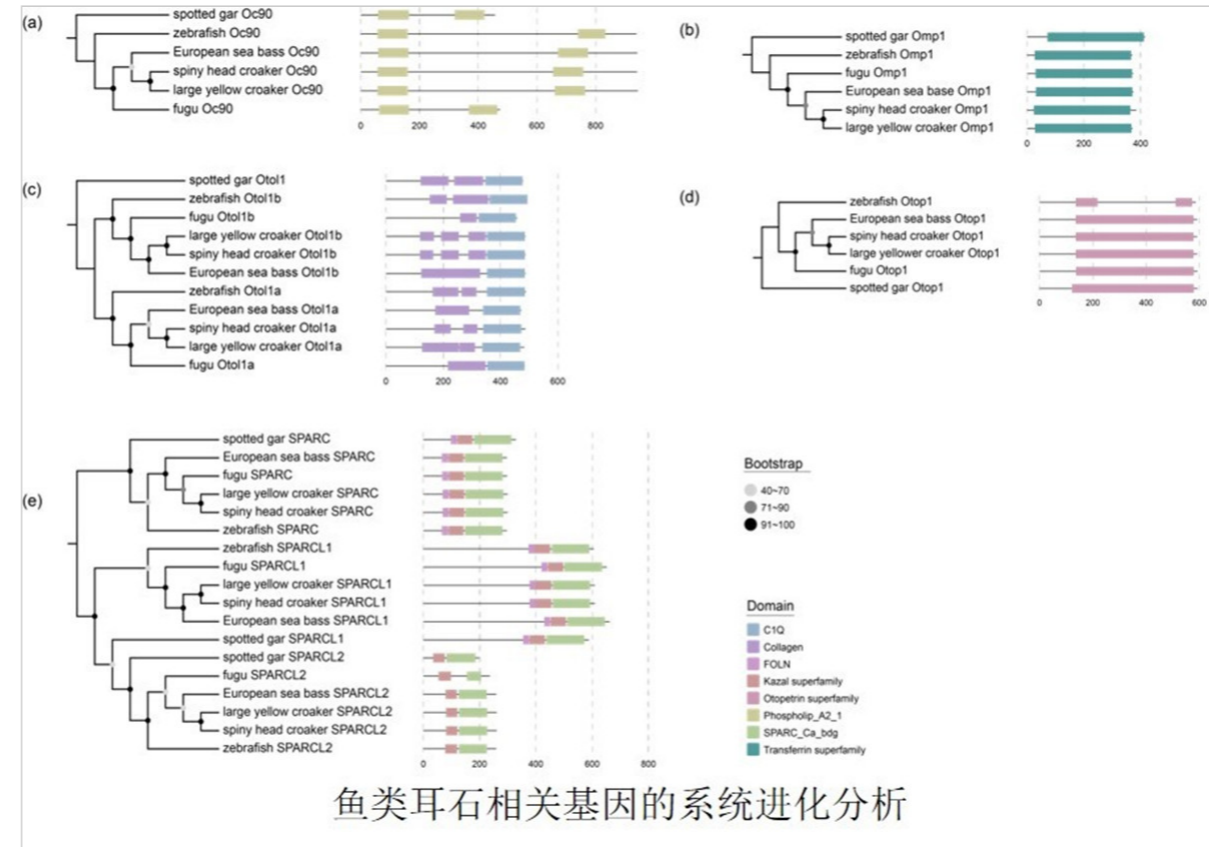 (a)
spotted gar Oc90
zebrafish Oc90
European sea bass Oc90
spiny head croaker Oc90
large yellow croaker Oc90
fugu Oc90
0 200 400 600 800
(b)
spotted gar Omp1
zebrafish Omp1
fugu Omp1
European sea base Omp1
spiny head croaker Omp1
large yellow croaker Omp1
0 200 400
(c)
spotted gar Otol1
zebrafish Otol1b
fugu Otol1b
large yellow croaker Otol1b
spiny head croaker Otol1b
European sea bass Otol1b
zebrafish Otol1a
European sea bass Otol1a
spiny head croaker Otol1a
large yellow croaker Otol1a
fugu Otol1a
0 200 400 600
(d)
zebrafish Otop1
European sea bass Otop1
spiny head croaker Otop1
large yellower croaker Otop1
fugu Otop1
spotted gar Otop1
0 200 400 600
(e)
spotted gar SPARC
European sea bass SPARC
fugu SPARC
large yellow croaker SPARC
spiny head croaker SPARC
zebrafish SPARC
zebrafish SPARCL1
fugu SPARCL1
large yellow croaker SPARCL1
spiny head croaker SPARCL1
European sea bass SPARCL1
spotted gar SPARCL1
spotted gar SPARCL2
fugu SPARCL2
European sea bass SPARCL2
large yellow croaker SPARCL2
spiny head croaker SPARCL2
zebrafish SPARCL2
0 200 400 600 800
Bootstrap
40~70
71~90
91~100
Domain
C1Q
Collagen
FOLN
Kazal superfamily
Otopetrin superfamily
Phospholip_A2_1
SPARC_Ca_bdg
Transferrin superfamily
鱼类耳石相关基因的系统进化分析